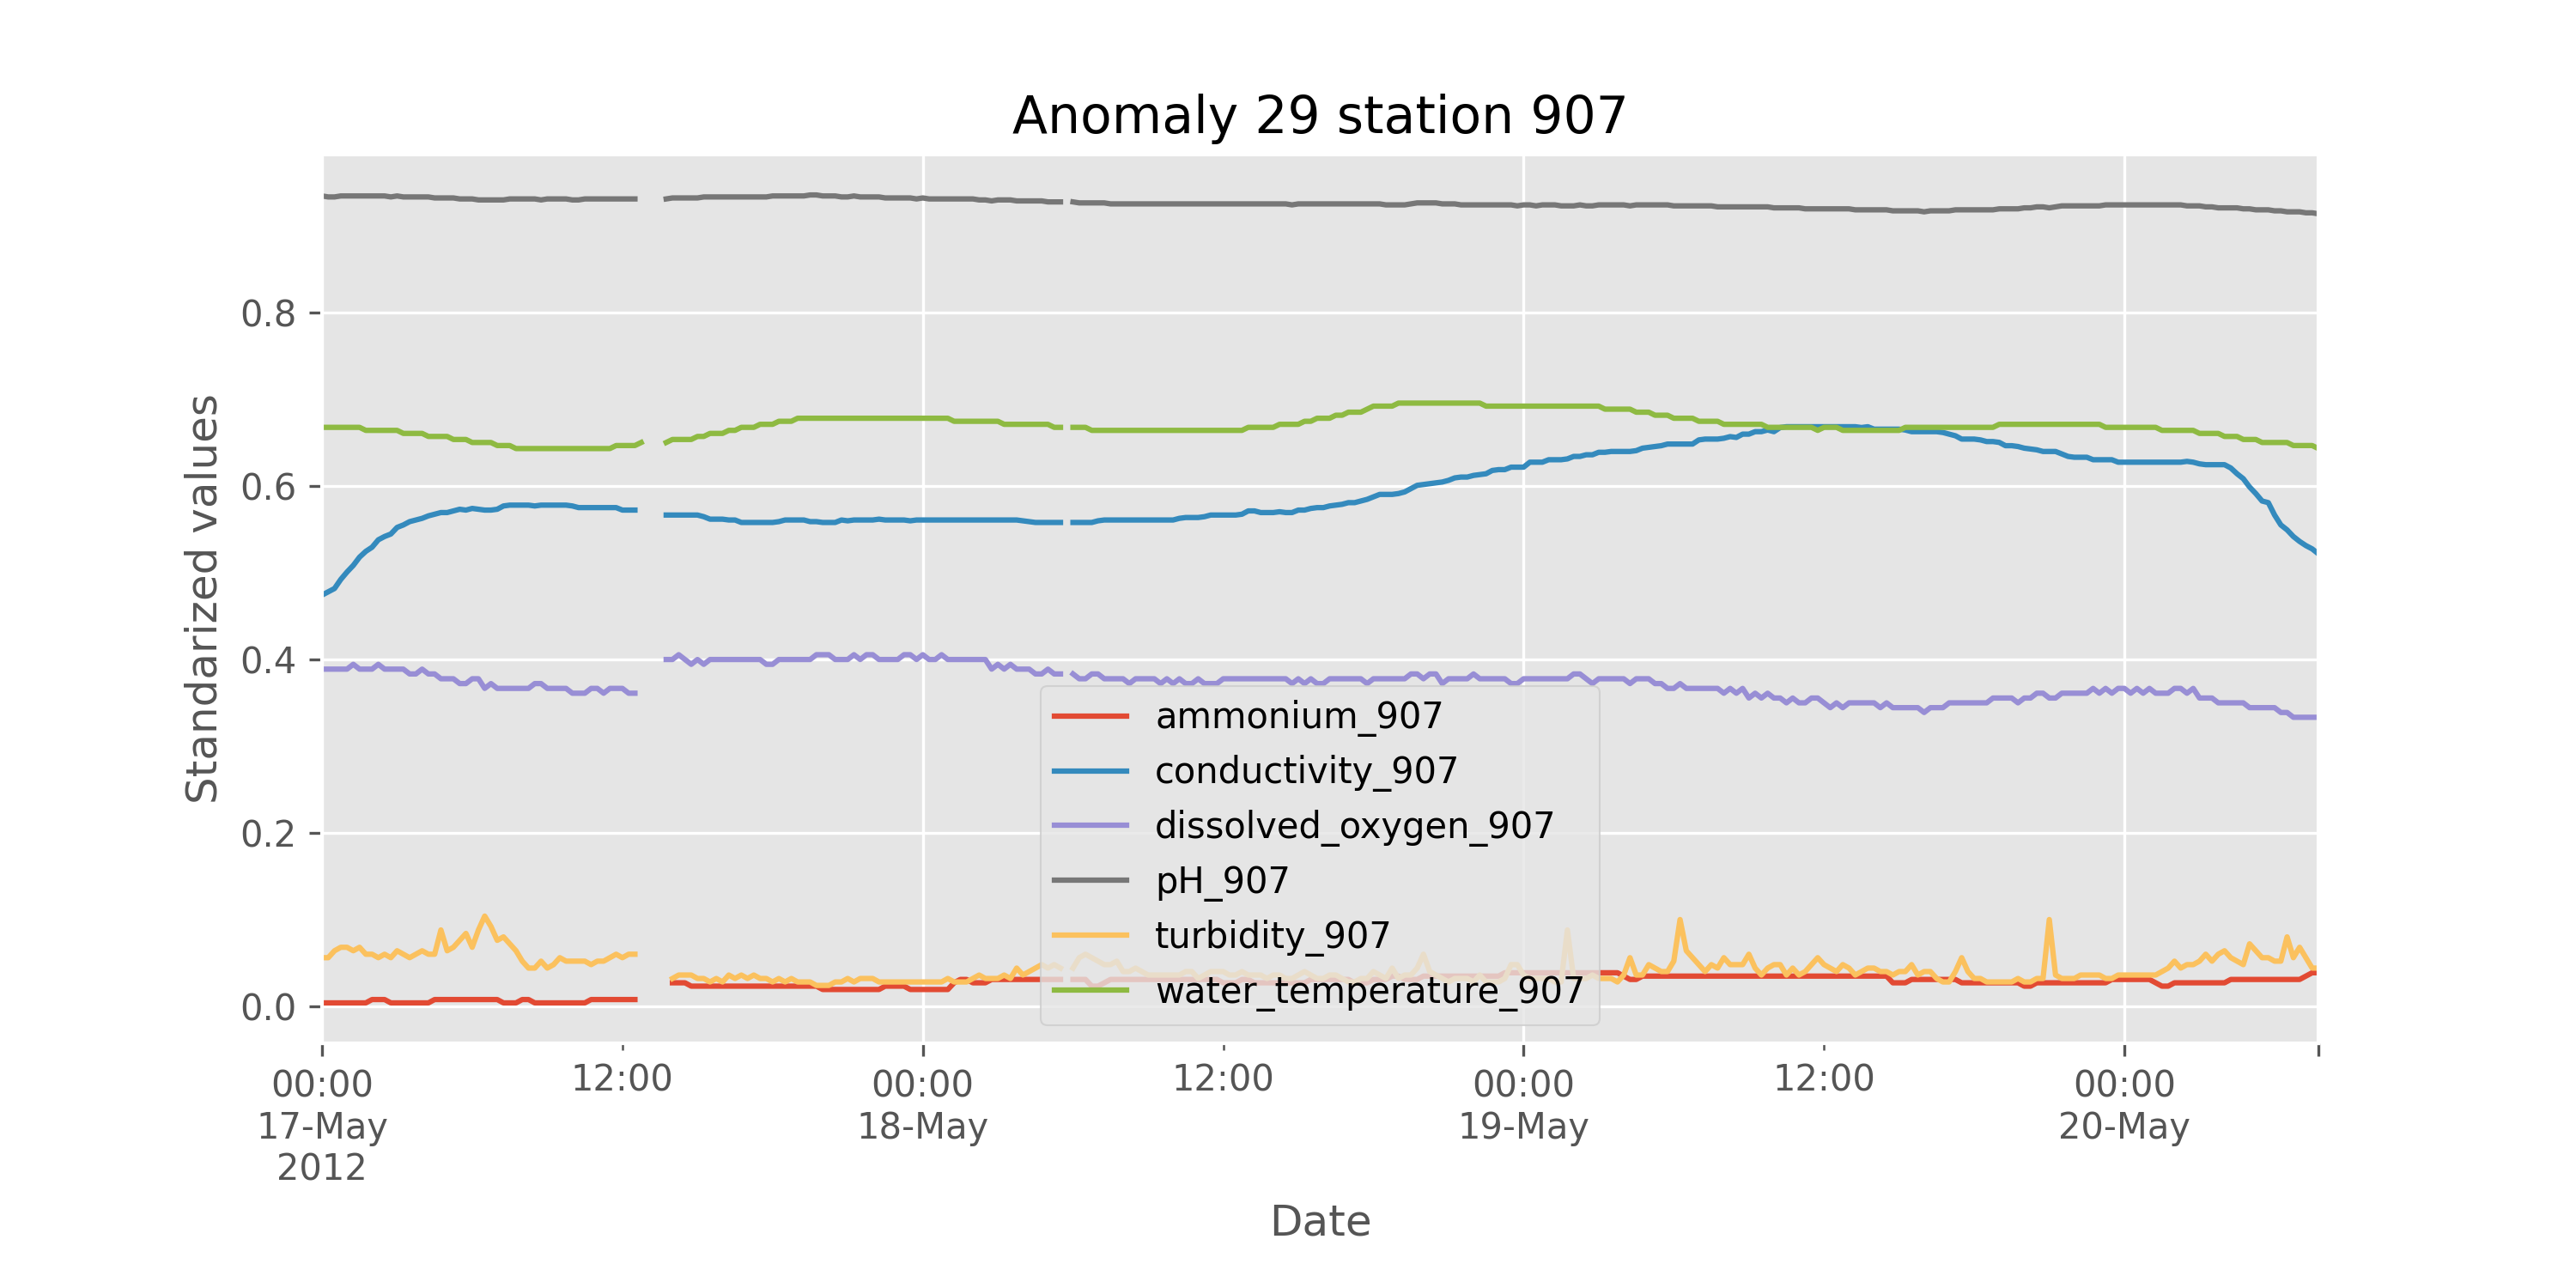 Anomaly 29 station 907
Standarized values
0.8
0.6
0.4
0.2
0.0
ammonium_907
conductivity_907
dissolved_oxygen_907
pH_907
turbidity_907
water_temperature_907
00:00 12:00 00:00 12:00 00:00 12:00 00:00
17-May 18-May 19-May 20-May
2012
Date